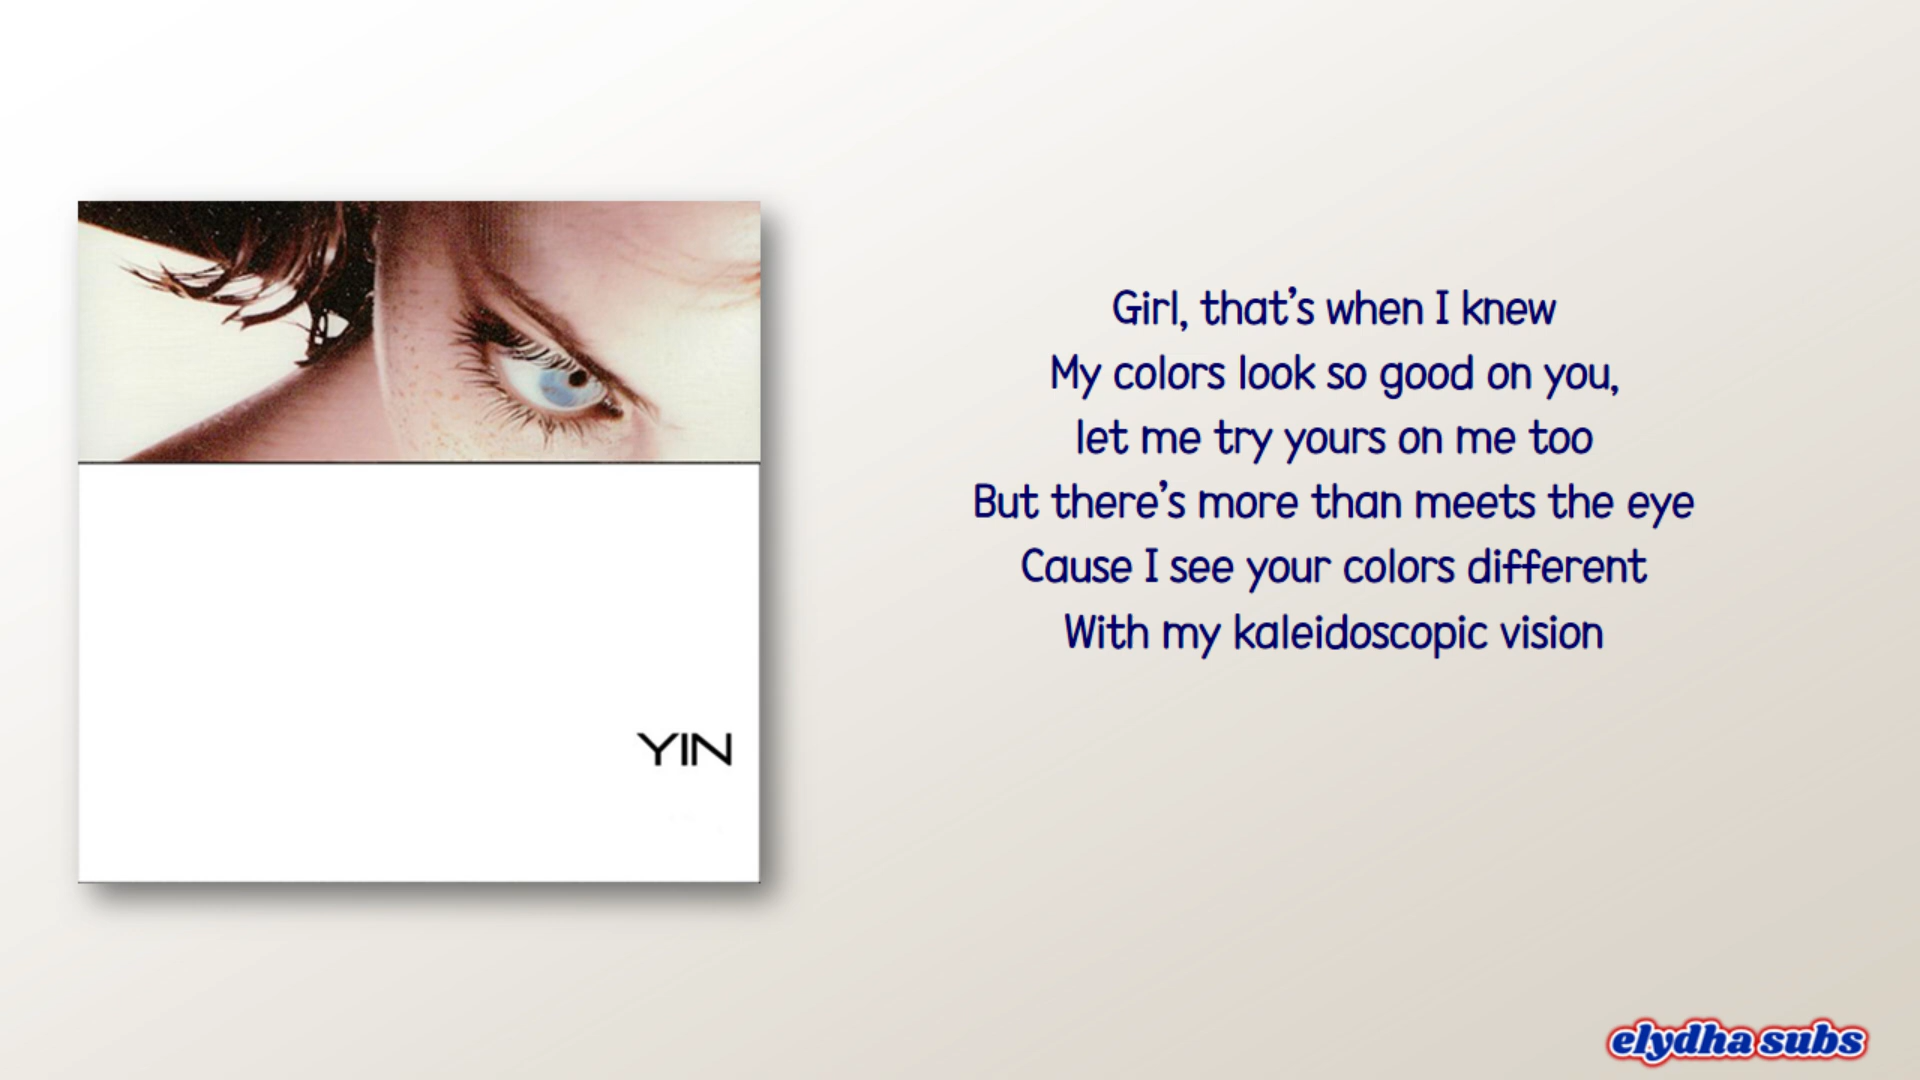 Girl, that’s when I knew
My colors look so good on you,
let me try yours on me too
But there’s more than meets the eye
Cause I see your colors different
With my kaleidoscopic vision
YIN
elydha subs